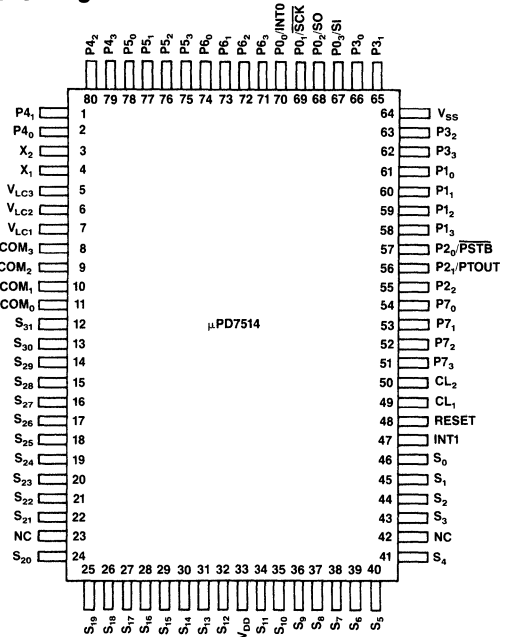 P4₂ P4₃ P5₀ P5₁ P5₂ P5₃ P6₀ P6₁ P6₂ P6₃ P0₀/INT0 P0₁/S̅C̅K̅ P0₂/SO P0₃/SI P3₀ P3₁
80 79 78 77 76 75 74 73 72 71 70 69 68 67 66 65
P4₁ 1 64 V_SS
P4₀ 2 63 P3₂
X₂ 3 62 P3₃
X₁ 4 61 P1₀
V_LC3 5 60 P1₁
V_LC2 6 59 P1₂
V_LC1 7 58 P1₃
COM₃ 8 57 P2₀/P̅S̅T̅B̅
COM₂ 9 56 P2₁/PTOUT
COM₁ 10 55 P2₂
COM₀ 11 54 P7₀
S₃₁ 12 µPD7514 53 P7₁
S₃₀ 13 52 P7₂
S₂₉ 14 51 P7₃
S₂₈ 15 50 CL₂
S₂₇ 16 49 CL₁
S₂₆ 17 48 RESET
S₂₅ 18 47 INT1
S₂₄ 19 46 S₀
S₂₃ 20 45 S₁
S₂₂ 21 44 S₂
S₂₁ 22 43 S₃
NC 23 42 NC
S₂₀ 24 41 S₄
25 26 27 28 29 30 31 32 33 34 35 36 37 38 39 40
S₁₉ S₁₈ S₁₇ S₁₆ S₁₅ S₁₄ S₁₃ S₁₂ V_DD S₁₁ S₁₀ S₉ S₈ S₇ S₆ S₅